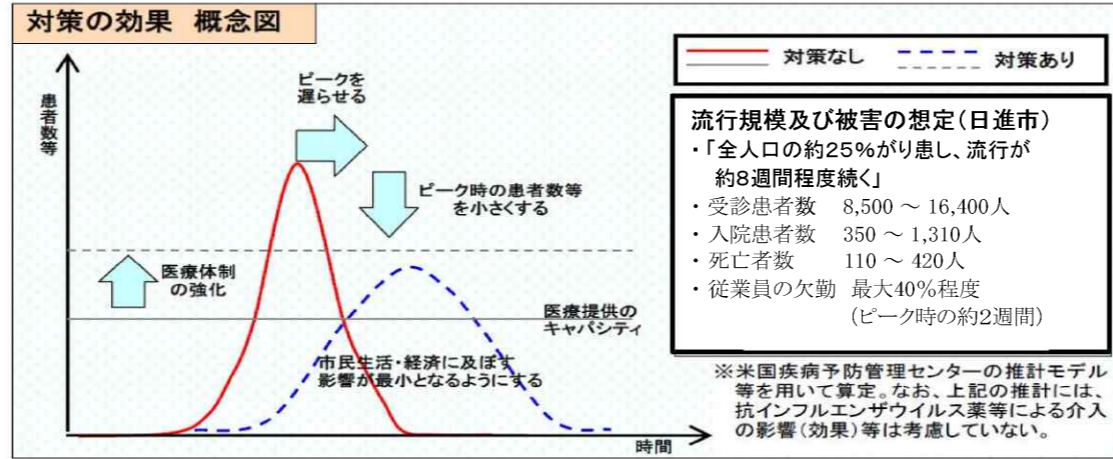 対策の効果 概念図
対策なし
対策あり
患者数等
ピークを
遅らせる
ピーク時の患者数等
を小さくする
医療体制
の強化
医療提供の
キャパシティ
市民生活・経済に及ぼす
影響が最小となるようにする
時間
流行規模及び被害の想定(日進市)
・「全人口の約25%がり患し、流行が
約8週間程度続く」
・受診患者数 8,500 ～ 16,400人
・入院患者数 350 ～ 1,310人
・死亡者数 110 ～ 420人
・従業員の欠勤 最大40%程度
(ピーク時の約2週間)
※米国疾病予防管理センターの推計モデル
等を用いて算定。なお、上記の推計には、
抗インフルエンザウイルス薬等による介入
の影響(効果)等は考慮していない。